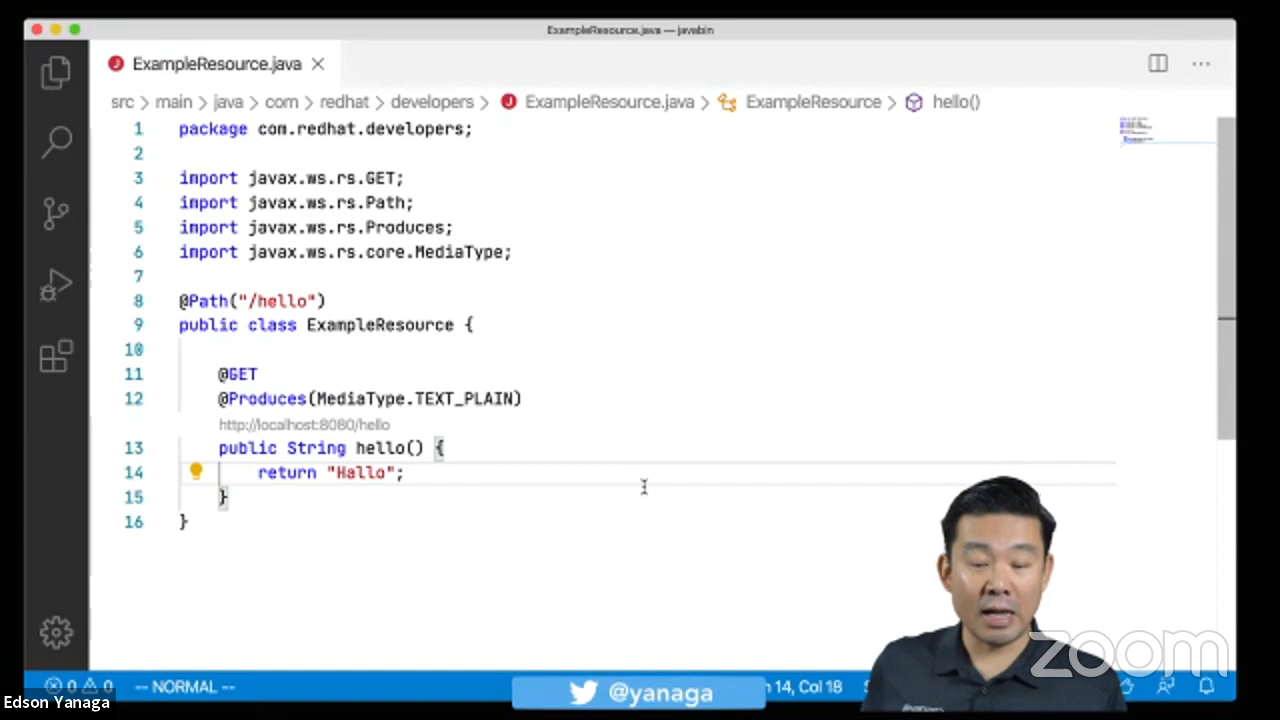 ExampleResource.java — javabin
ExampleResource.java
src > main > java > com > redhat > developers > ExampleResource.java > ExampleResource > hello()
1 package com.redhat.developers;
2
3 import javax.ws.rs.GET;
4 import javax.ws.rs.Path;
5 import javax.ws.rs.Produces;
6 import javax.ws.rs.core.MediaType;
7
8 @Path("/hello")
9 public class ExampleResource {
10
11 @GET
12 @Produces(MediaType.TEXT_PLAIN)
http://localhost:8080/hello
13 public String hello() {
14 return "Hallo";
15 }
16 }
zoom
0 0 -- NORMAL -- @yanaga 14, Col 18
Edson Yanaga